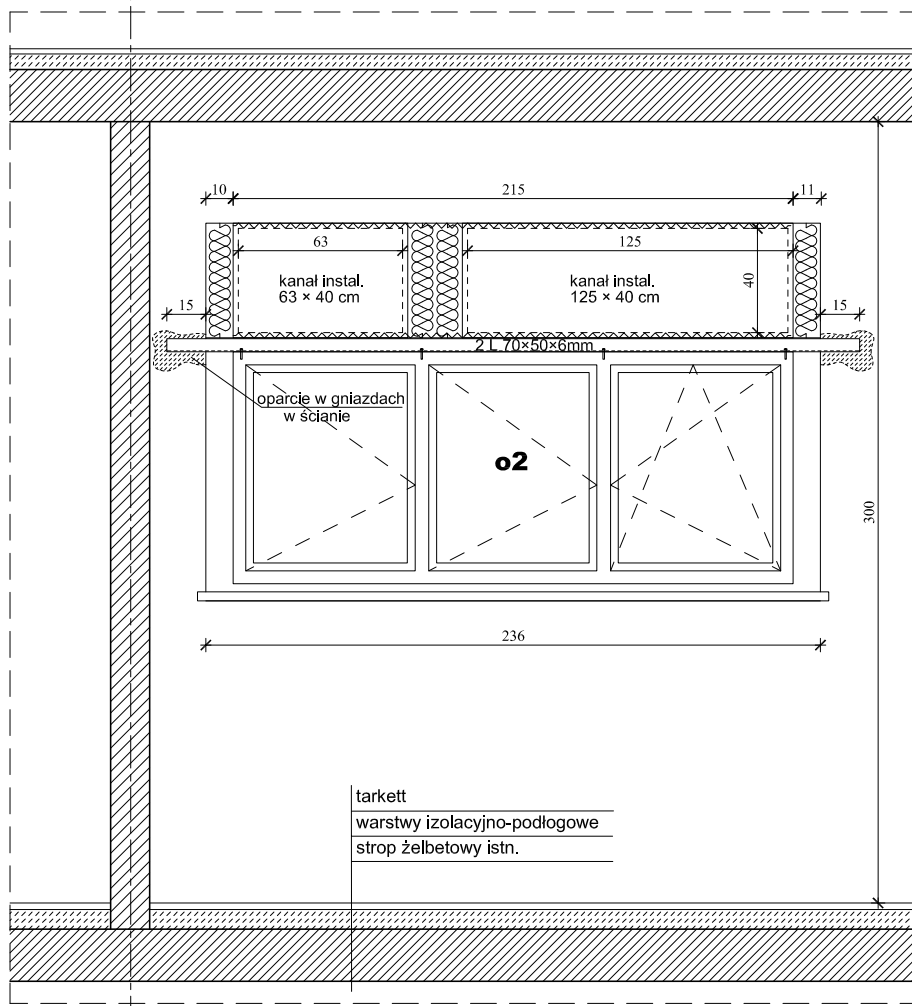 10
215
11
63
125
kanał instal.
63 × 40 cm
kanał instal.
125 × 40 cm
40
15
15
2 L 70×50×6mm
oparcie w gniazdach
w ścianie
o2
300
236
tarkett
warstwy izolacyjno-podłogowe
strop żelbetowy istn.